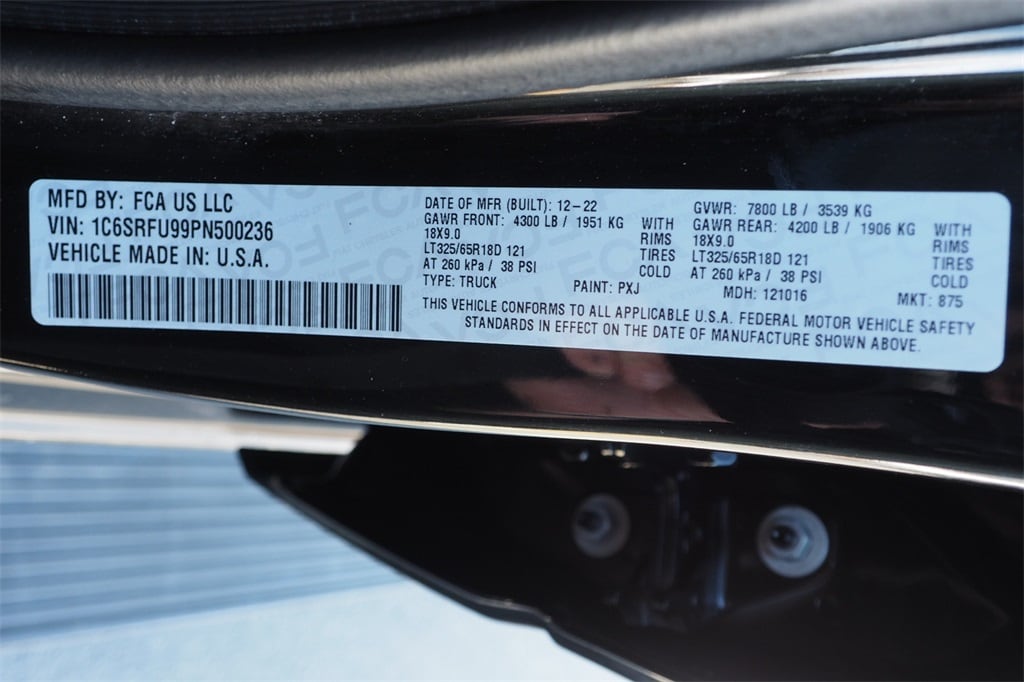 MFD BY: FCA US LLC
VIN: 1C6SRFU99PN500236
VEHICLE MADE IN: U.S.A.
DATE OF MFR (BUILT): 12-22
GAWR FRONT: 4300 LB / 1951 KG WITH
18X9.0 RIMS
LT325/65R18D 121 TIRES
AT 260 kPa / 38 PSI COLD
TYPE: TRUCK PAINT: PXJ
GVWR: 7800 LB / 3539 KG
GAWR REAR: 4200 LB / 1906 KG WITH
18X9.0 RIMS
LT325/65R18D 121 TIRES
AT 260 kPa / 38 PSI COLD
MDH: 121016 MKT: 875
THIS VEHICLE CONFORMS TO ALL APPLICABLE U.S.A. FEDERAL MOTOR VEHICLE SAFETY
STANDARDS IN EFFECT ON THE DATE OF MANUFACTURE SHOWN ABOVE.